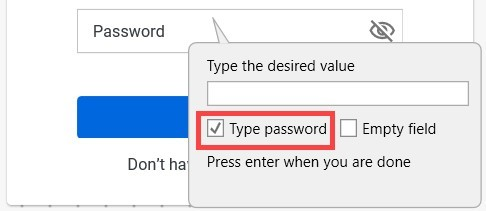 Password
Type the desired value
Type password
Empty field
Press enter when you are done
Don't hav